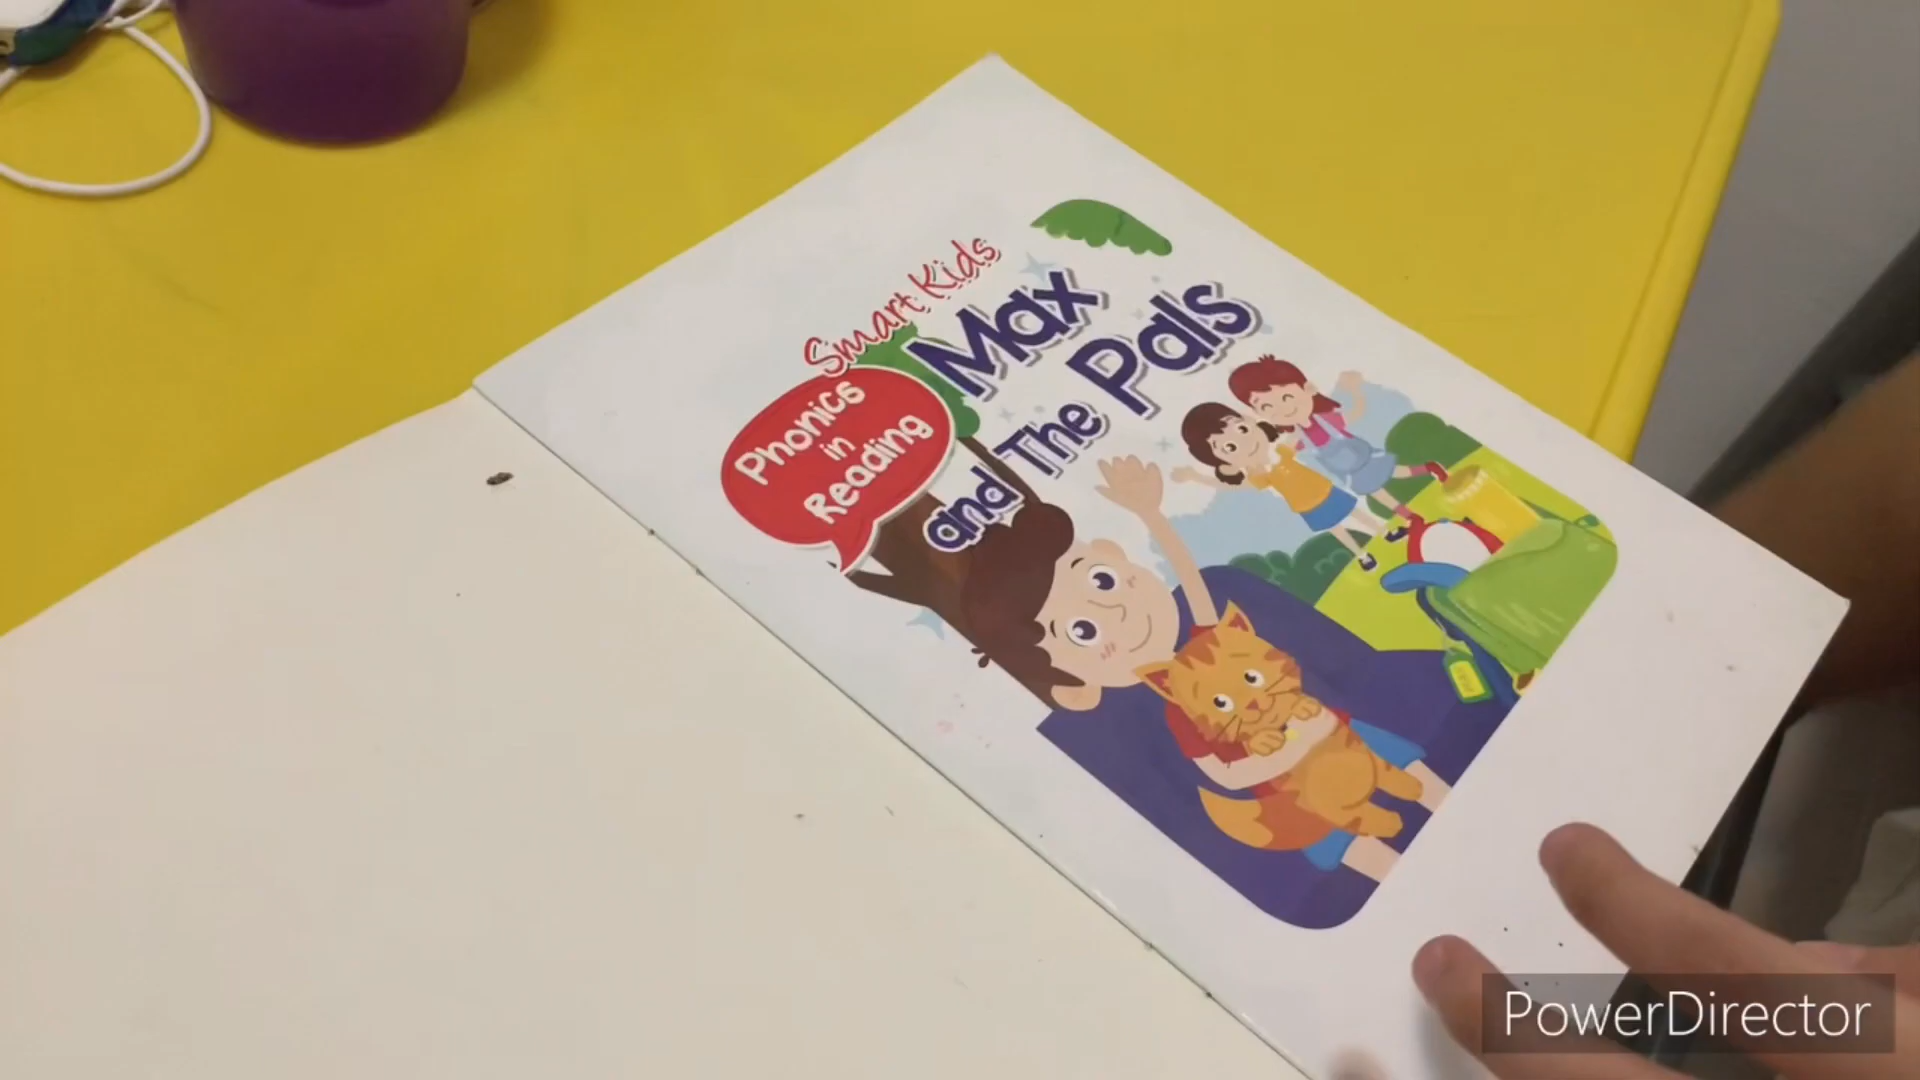 Smart Kids
Phonics
in
Reading
Max
and The Pals
PowerDirector